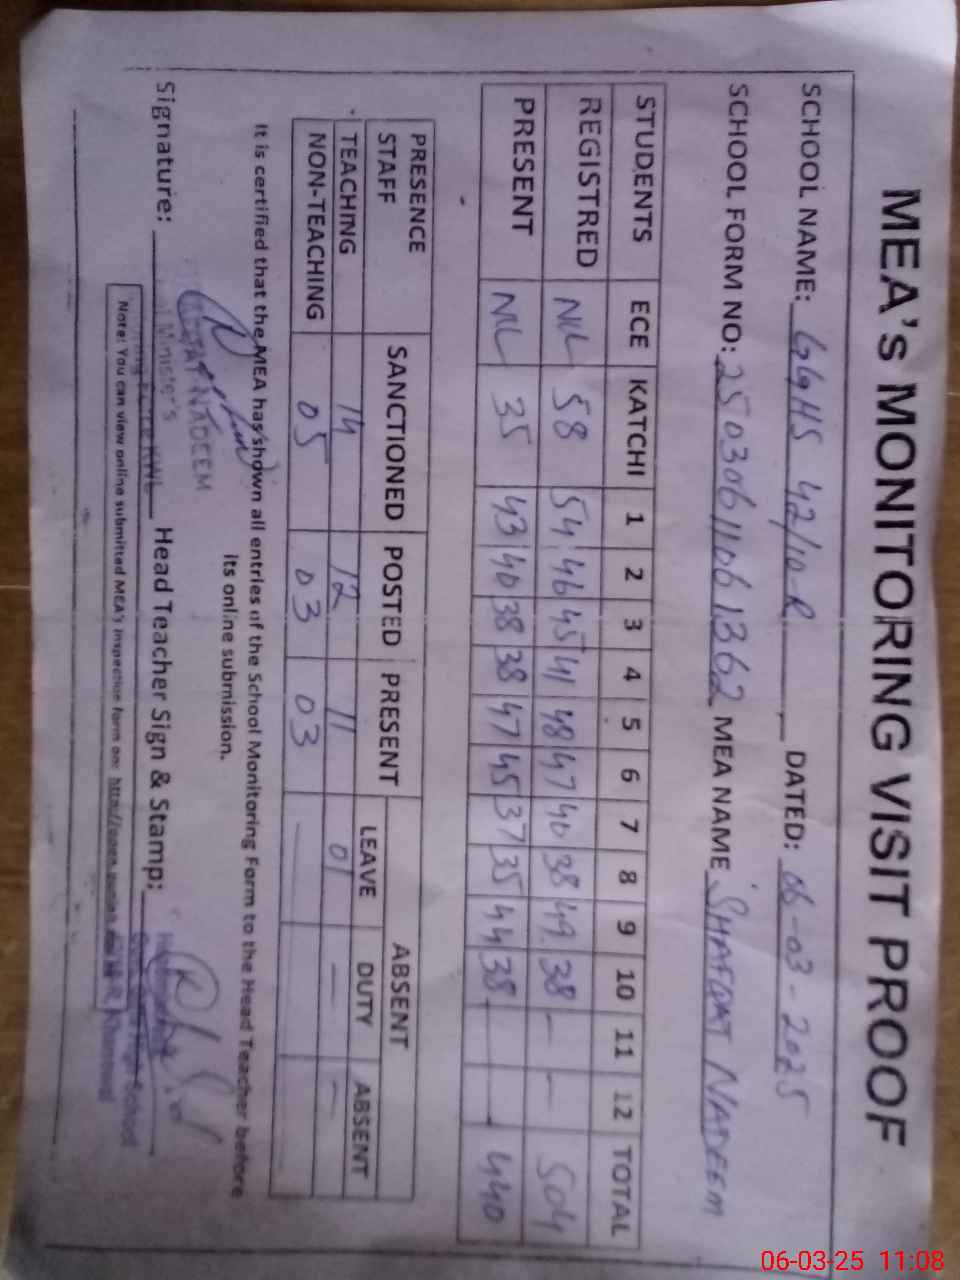 MEA's MONITORING VISIT PROOF
SCHOOL NAME: GGHS 42/10-R DATED: 06-03-2025
SCHOOL FORM NO: 25030611061362 MEA NAME SHAFQAT NADEEM
STUDENTS ECE KATCHI 1 2 3 4 5 6 7 8 9 10 11 12 TOTAL
REGISTRED NIL 58 54 46 45 41 48 47 40 38 49 38 - - 504
PRESENT NIL 35 43 40 38 38 47 45 37 35 44 38 440
PRESENCE STAFF SANCTIONED POSTED PRESENT ABSENT
LEAVE DUTY ABSENT
TEACHING 14 12 11 01 - -
NON-TEACHING 05 03 03
It is certified that the MEA has shown all entries of the School Monitoring Form to the Head Teacher before
its online submission.
Signature: Head Teacher Sign & Stamp:
NADEEM
Minister's
KWL
School
Note: You can view online submitted MEA's inspection form on:
Khanewal
06-03-25 11:08